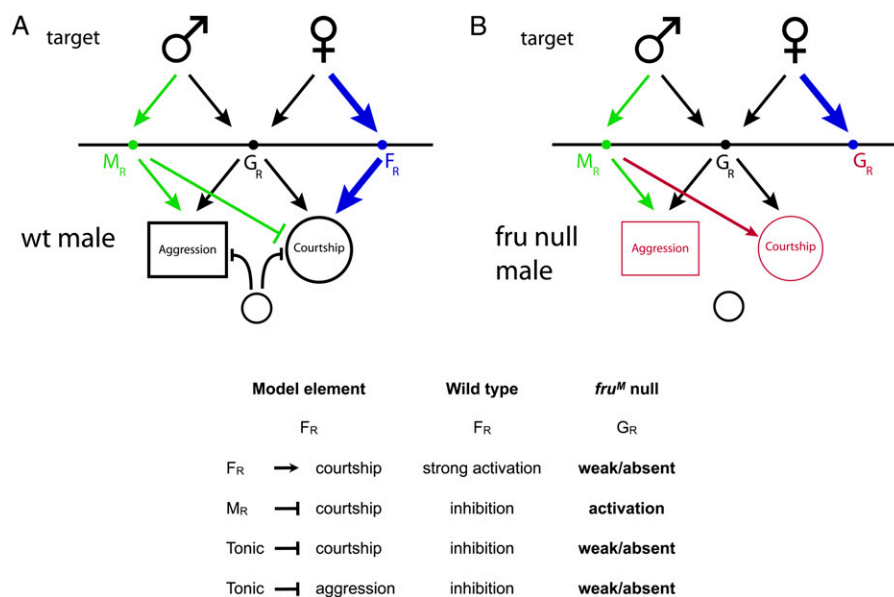 A
target
♂
♀
M_R
G_R
F_R
wt male
Aggression
Courtship
B
target
♂
♀
M_R
G_R
G_R
fru null
male
Aggression
Courtship
Model element Wild type fru^M null
F_R F_R G_R
F_R → courtship strong activation weak/absent
M_R ⊣ courtship inhibition activation
Tonic ⊣ courtship inhibition weak/absent
Tonic ⊣ aggression inhibition weak/absent